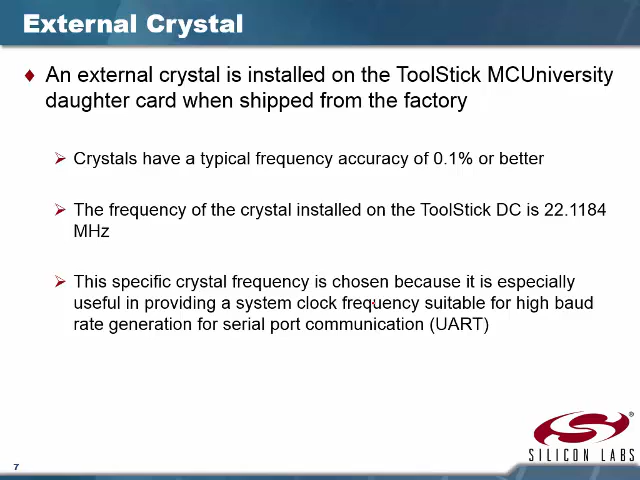 External Crystal
An external crystal is installed on the ToolStick MCUniversity
daughter card when shipped from the factory
Crystals have a typical frequency accuracy of 0.1% or better
The frequency of the crystal installed on the ToolStick DC is 22.1184
MHz
This specific crystal frequency is chosen because it is especially
useful in providing a system clock frequency suitable for high baud
rate generation for serial port communication (UART)
®
SILICON LABS
7